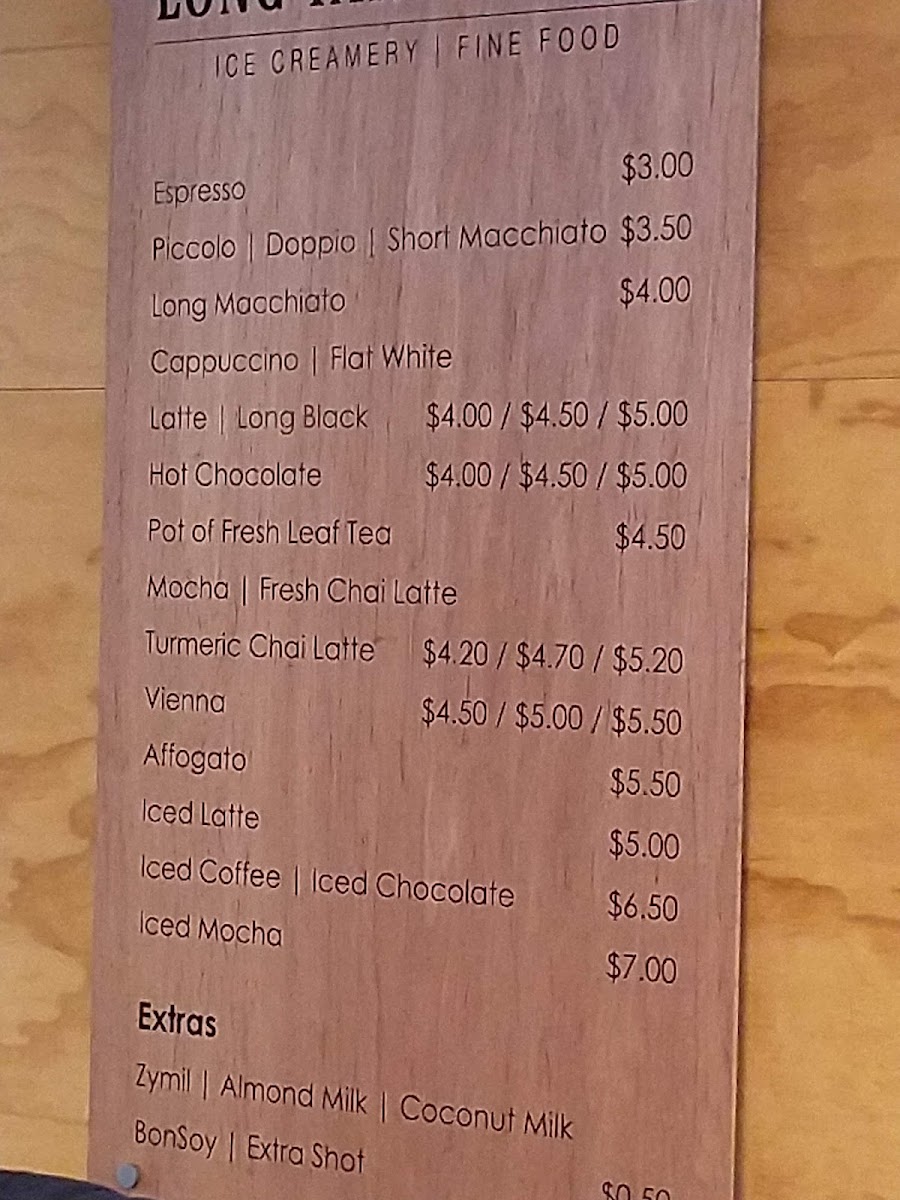 LONG
ICE CREAMERY | FINE FOOD
Espresso $3.00
Piccolo | Doppio | Short Macchiato $3.50
Long Macchiato $4.00
Cappuccino | Flat White
Latte | Long Black $4.00 / $4.50 / $5.00
Hot Chocolate $4.00 / $4.50 / $5.00
Pot of Fresh Leaf Tea $4.50
Mocha | Fresh Chai Latte
Turmeric Chai Latte $4.20 / $4.70 / $5.20
Vienna $4.50 / $5.00 / $5.50
Affogato $5.50
Iced Latte $5.00
Iced Coffee | Iced Chocolate $6.50
Iced Mocha $7.00
Extras
Zymil | Almond Milk | Coconut Milk
BonSoy | Extra Shot $0.50